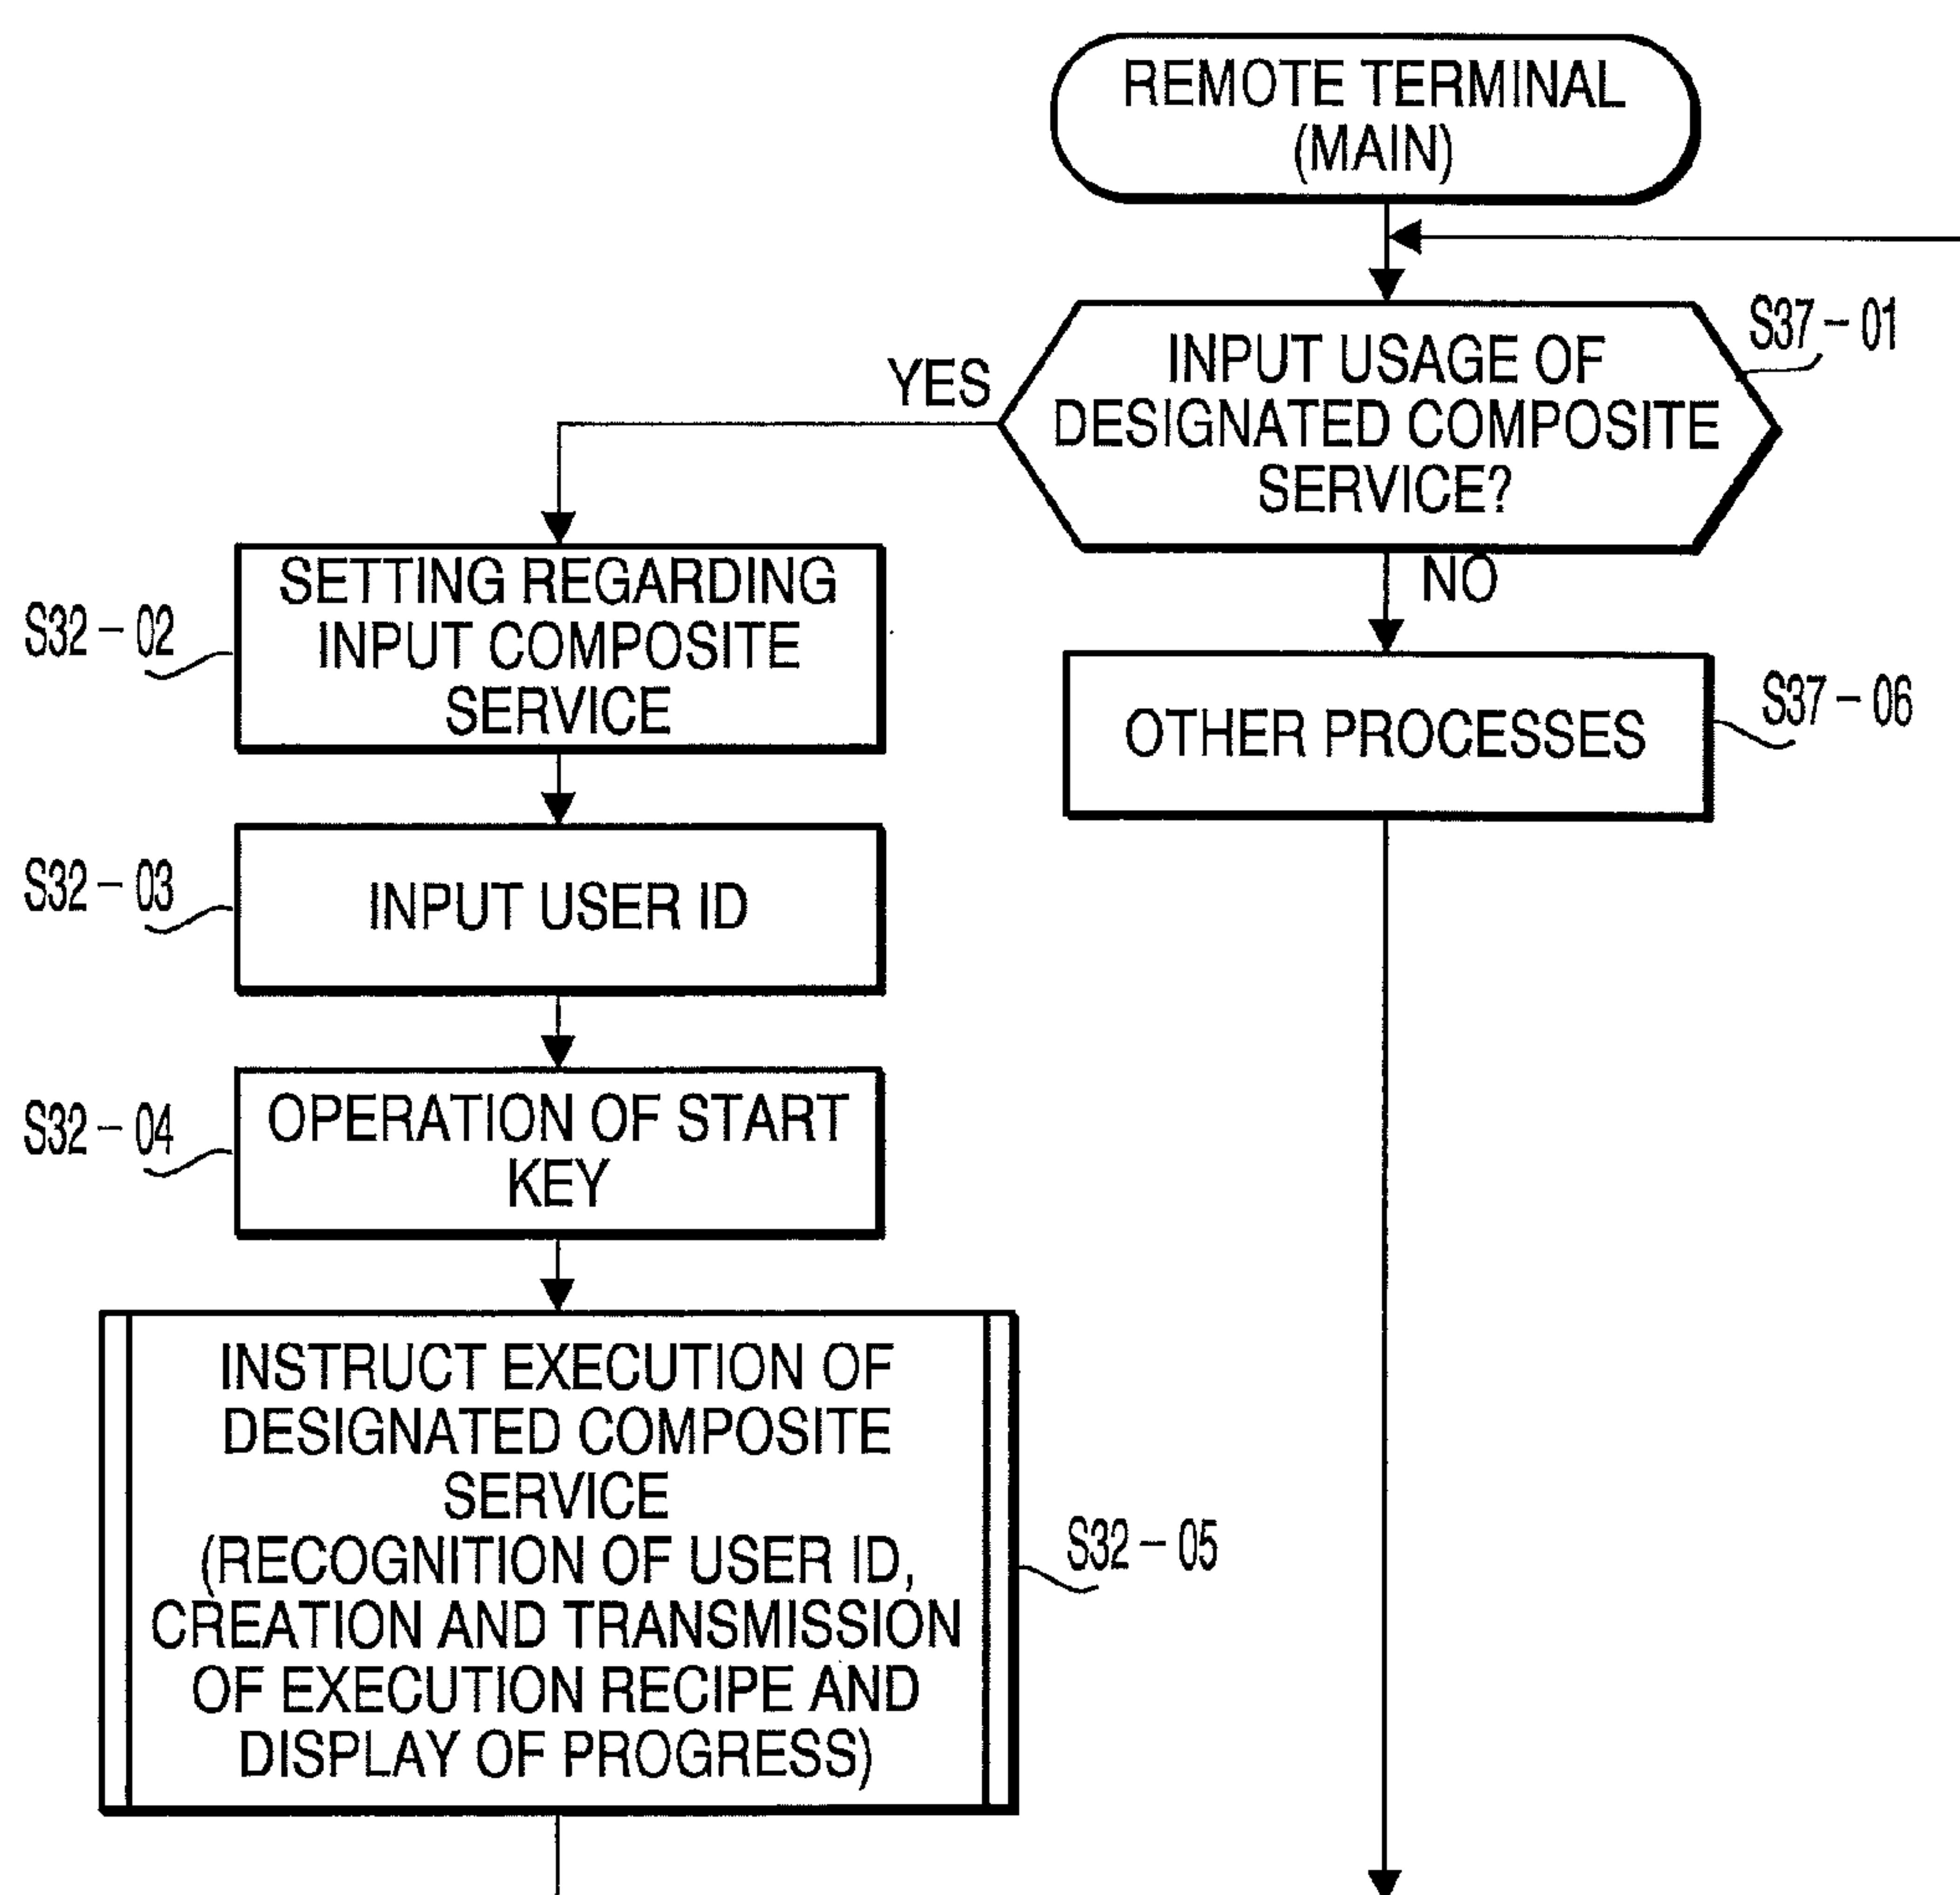 REMOTE TERMINAL
(MAIN)
S37-01
INPUT USAGE OF
DESIGNATED COMPOSITE
SERVICE?
YES
NO
S32-02
SETTING REGARDING
INPUT COMPOSITE
SERVICE
OTHER PROCESSES
S37-06
S32-03
INPUT USER ID
S32-04
OPERATION OF START
KEY
INSTRUCT EXECUTION OF
DESIGNATED COMPOSITE
SERVICE
(RECOGNITION OF USER ID,
CREATION AND TRANSMISSION
OF EXECUTION RECIPE AND
DISPLAY OF PROGRESS)
S32-05